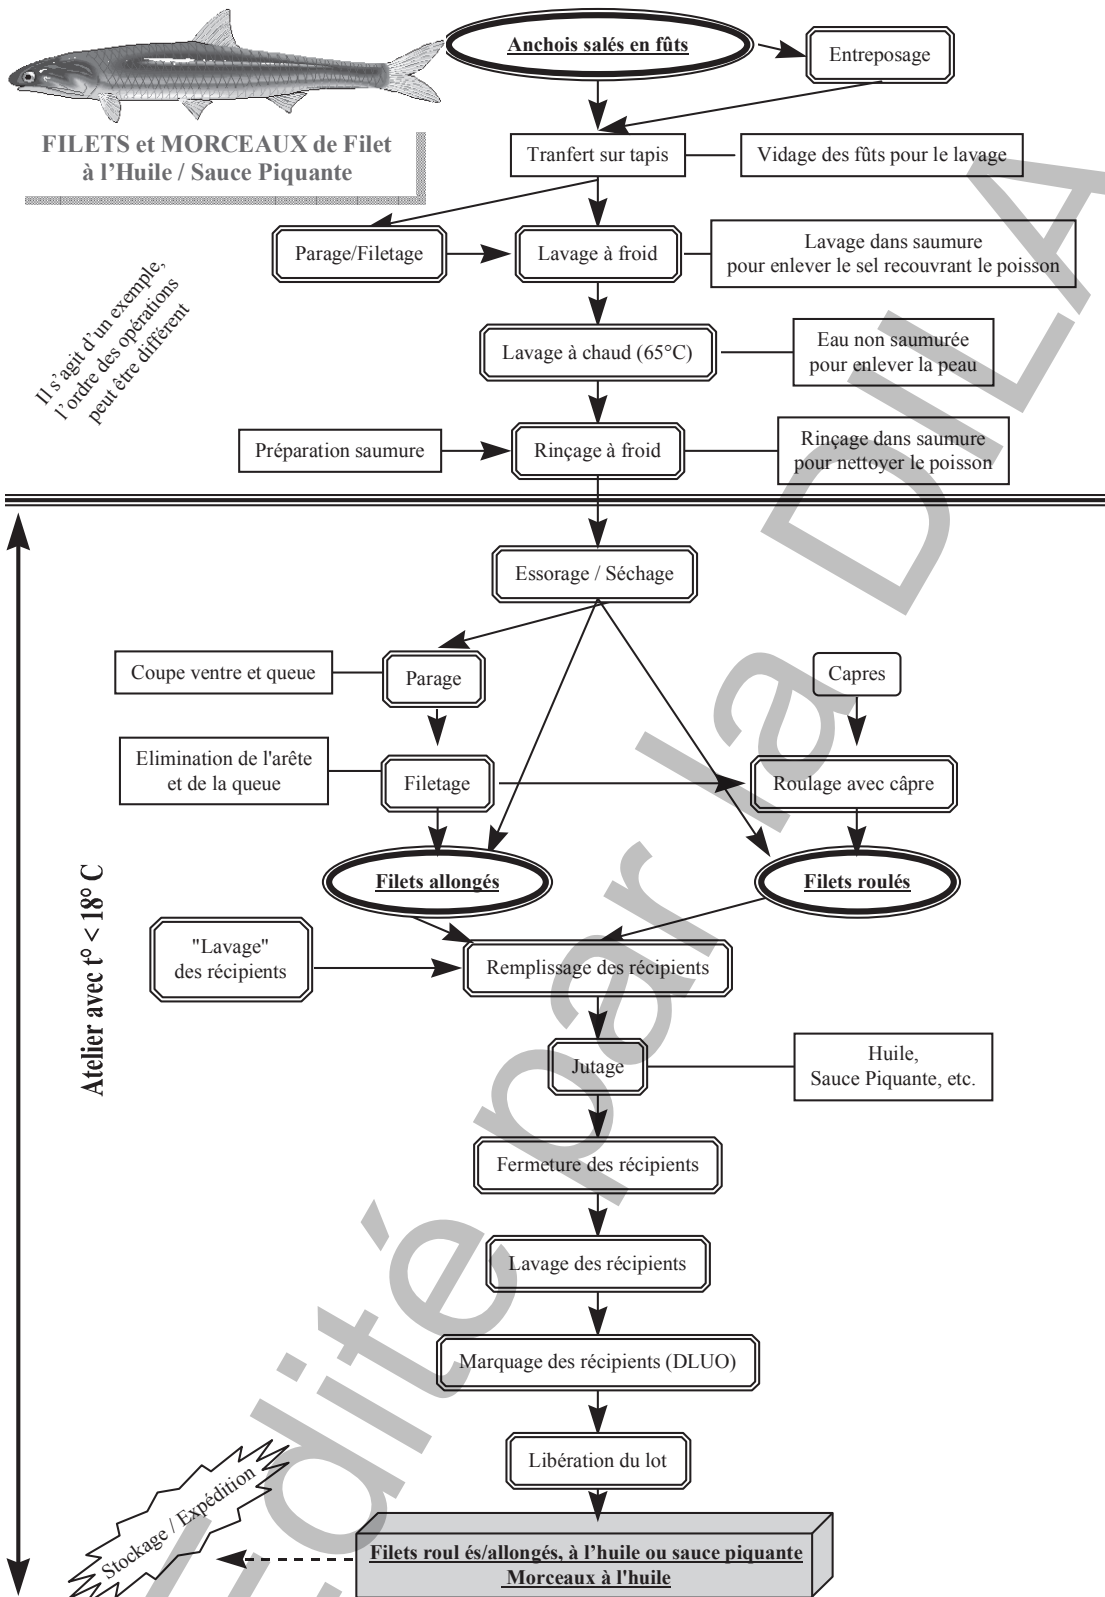 Anchois salés en fûts
Entreposage
FILETS et MORCEAUX de Filet
à l'Huile / Sauce Piquante
Tranfert sur tapis
Vidage des fûts pour le lavage
Parage/Filetage
Lavage à froid
Lavage dans saumure
pour enlever le sel recouvrant le poisson
Il s'agit d'un exemple,
l'ordre des opérations
peut être différent
Lavage à chaud (65°C)
Eau non saumurée
pour enlever la peau
Préparation saumure
Rinçage à froid
Rinçage dans saumure
pour nettoyer le poisson
Essorage / Séchage
Coupe ventre et queue
Parage
Capres
Elimination de l'arête
et de la queue
Filetage
Roulage avec câpre
Atelier avec t° < 18° C
Filets allongés
Filets roulés
"Lavage"
des récipients
Remplissage des récipients
Jutage
Huile,
Sauce Piquante, etc.
Fermeture des récipients
Lavage des récipients
Marquage des récipients (DLUO)
Libération du lot
Stockage / Expédition
Filets roul és/allongés, à l'huile ou sauce piquante
Morceaux à l'huile
Edité par la DILA